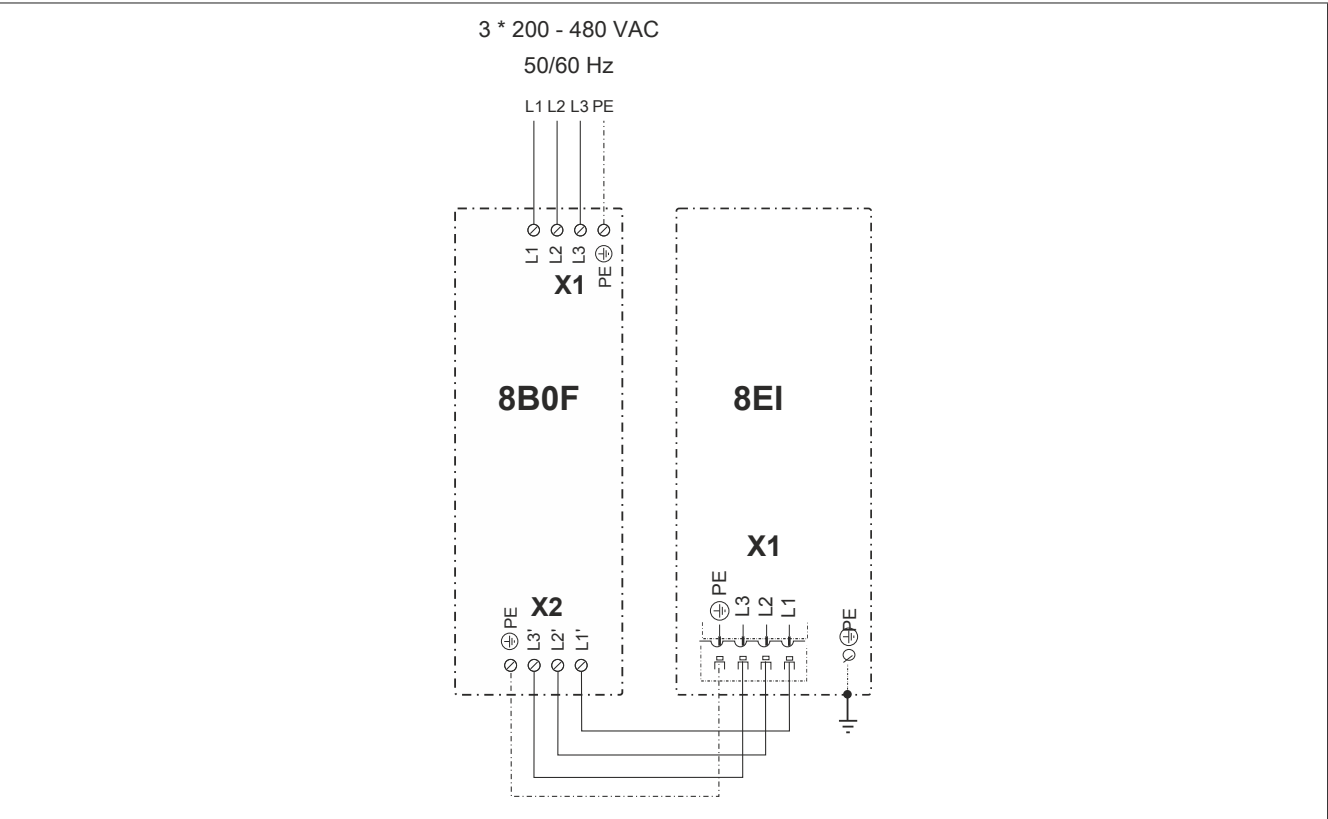 3 * 200 - 480 VAC
50/60 Hz
L1 L2 L3 PE
L1 L2 L3 PE
X1
8B0F
8EI
X1
PE L3 L2 L1
X2
PE L3' L2' L1'
PE